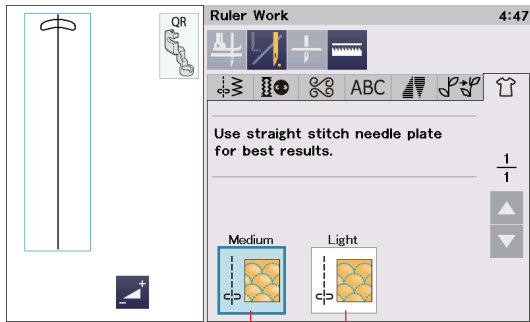 QR
Ruler Work 4:47
ABC
Use straight stitch needle plate
for best results.
1
1
Medium Light